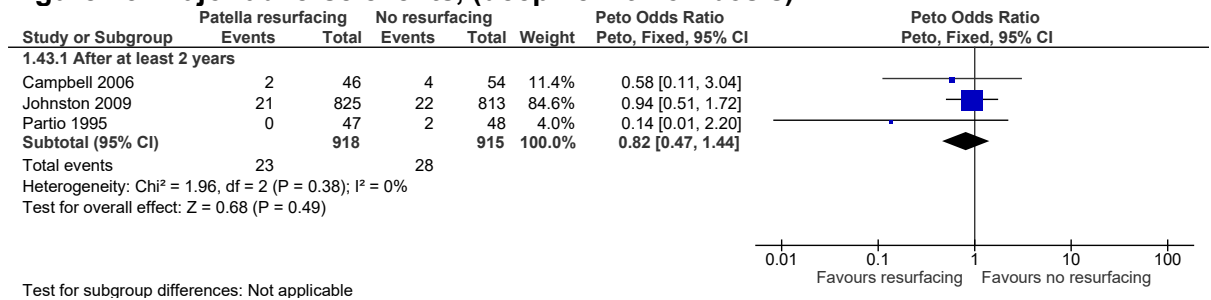 Patella resurfacing No resurfacing Peto Odds Ratio Peto Odds Ratio
Study or Subgroup Events Total Events Total Weight Peto, Fixed, 95% CI Peto, Fixed, 95% CI
1.43.1 After at least 2 years
Campbell 2006 2 46 4 54 11.4% 0.58 [0.11, 3.04]
Johnston 2009 21 825 22 813 84.6% 0.94 [0.51, 1.72]
Partio 1995 0 47 2 48 4.0% 0.14 [0.01, 2.20]
Subtotal (95% CI) 918 915 100.0% 0.82 [0.47, 1.44]
Total events 23 28
Heterogeneity: Chi² = 1.96, df = 2 (P = 0.38); I² = 0%
Test for overall effect: Z = 0.68 (P = 0.49)
0.01 0.1 1 10 100
Favours resurfacing Favours no resurfacing
Test for subgroup differences: Not applicable